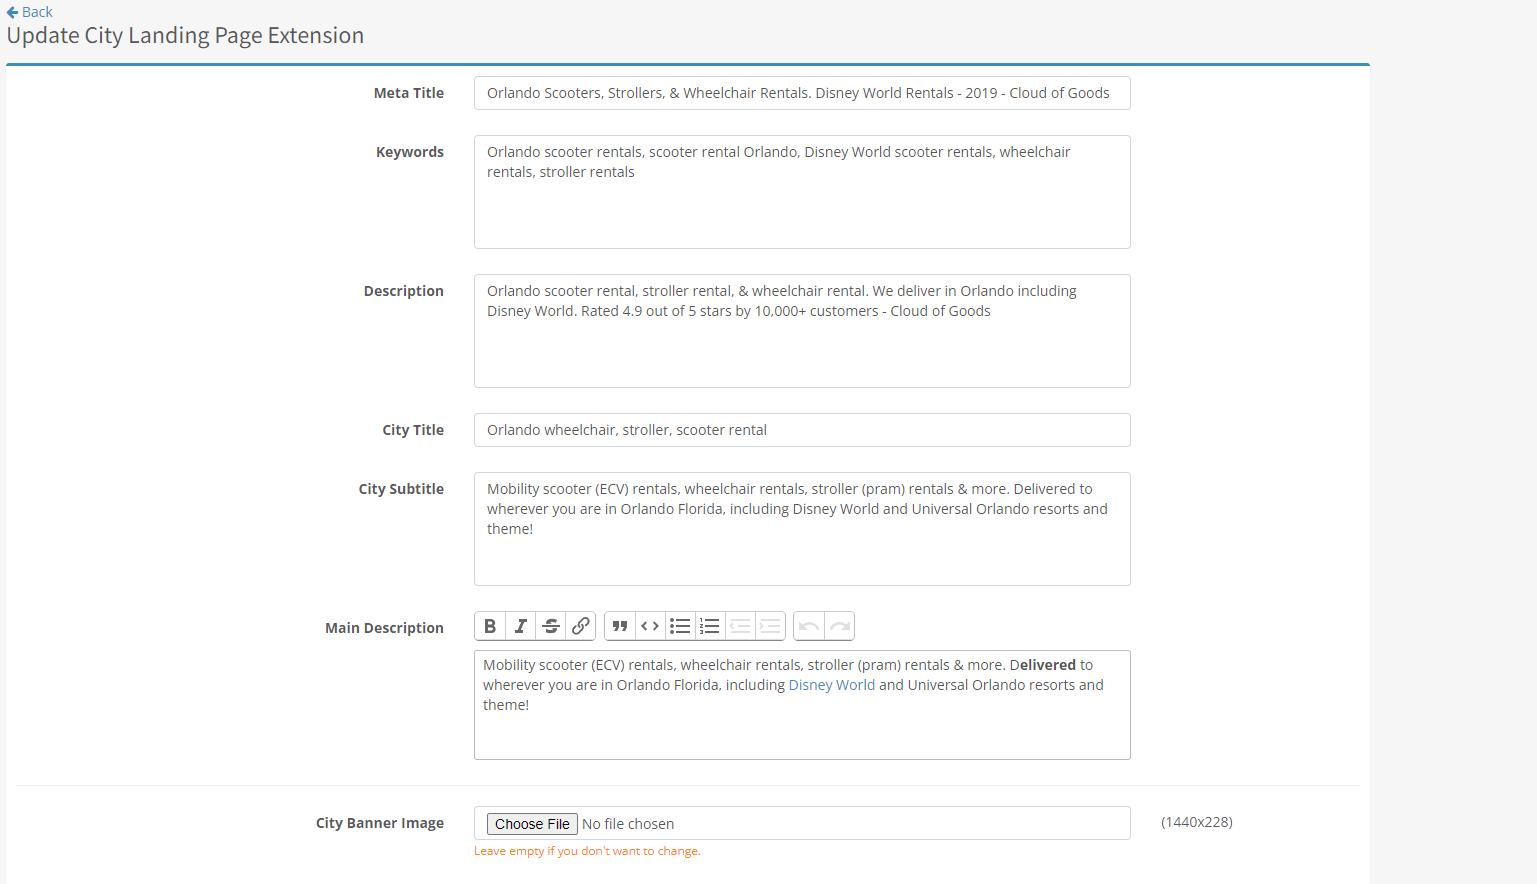 Back
Update City Landing Page Extension
Meta Title
Orlando Scooters, Strollers, & Wheelchair Rentals. Disney World Rentals - 2019 - Cloud of Goods
Keywords
Orlando scooter rentals, scooter rental Orlando, Disney World scooter rentals, wheelchair
rentals, stroller rentals
Description
Orlando scooter rental, stroller rental, & wheelchair rental. We deliver in Orlando including
Disney World. Rated 4.9 out of 5 stars by 10,000+ customers - Cloud of Goods
City Title
Orlando wheelchair, stroller, scooter rental
City Subtitle
Mobility scooter (ECV) rentals, wheelchair rentals, stroller (pram) rentals & more. Delivered to
wherever you are in Orlando Florida, including Disney World and Universal Orlando resorts and
theme!
Main Description
Mobility scooter (ECV) rentals, wheelchair rentals, stroller (pram) rentals & more. Delivered to
wherever you are in Orlando Florida, including Disney World and Universal Orlando resorts and
theme!
City Banner Image
Choose File No file chosen
(1440x228)
Leave empty if you don't want to change.